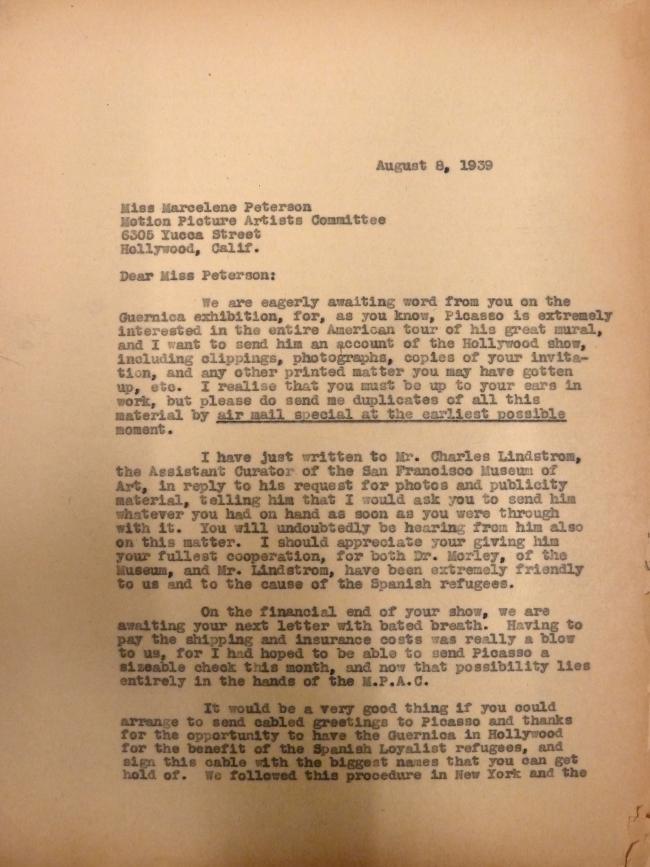 August 8, 1939
Miss Marcelene Peterson
Motion Picture Artists Committee
6305 Yucca Street
Hollywood, Calif.
Dear Miss Peterson:
We are eagerly awaiting word from you on the
Guernica exhibition, for, as you know, Picasso is extremely
interested in the entire American tour of his great mural,
and I want to send him an account of the Hollywood show,
including clippings, photographs, copies of your invita-
tion, and any other printed matter you may have gotten
up, etc. I realise that you must be up to your ears in
work, but please do send me duplicates of all this
material by air mail special at the earliest possible
moment.
I have just written to Mr. Charles Lindstrom,
the Assistant Curator of the San Francisco Museum of
Art, in reply to his request for photos and publicity
material, telling him that I would ask you to send him
whatever you had on hand as soon as you were through
with it. You will undoubtedly be hearing from him also
on this matter. I should appreciate your giving him
your fullest cooperation, for both Dr. Morley, of the
Museum, and Mr. Lindstrom, have been extremely friendly
to us and to the cause of the Spanish refugees.
On the financial end of your show, we are
awaiting your next letter with bated breath. Having to
pay the shipping and insurance costs was really a blow
to us, for I had hoped to be able to send Picasso a
sizeable check this month, and now that possibility lies
entirely in the hands of the M.P.A.C.
It would be a very good thing if you could
arrange to send cabled greetings to Picasso and thanks
for the opportunity to have the Guernica in Hollywood
for the benefit of the Spanish Loyalist refugees, and
sign this cable with the biggest names that you can get
hold of. We followed this procedure in New York and the